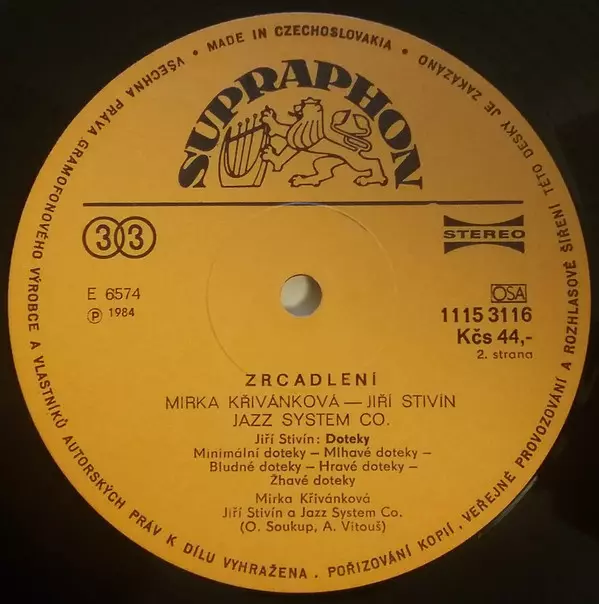 VŠECHNA PRÁVA GRAMOFONOVÉHO VÝROBCE A VLASTNÍKŮ AUTORSKÝCH PRÁV K DÍLU VYHRAŽENA . POŘIZOVÁNÍ KOPIÍ . VEŘEJNÉ PROVOZOVÁNÍ A ROZHLASOVÉ ŠÍŘENÍ TÉTO DESKY JE ZAKÁZÁNO • MADE IN CZECHOSLOVAKIA •
SUPRAPHON
33
STEREO
E 6574
Ⓟ 1984
OSA
1115 3116
Kčs 44,-
2. strana
ZRCADLENÍ
MIRKA KŘIVÁNKOVÁ — JIŘÍ STIVÍN
JAZZ SYSTEM CO.
Jiří Stivín: Doteky
Minimální doteky – Mlhavé doteky –
Bludné doteky – Hravé doteky –
Žhavé doteky
Mirka Křivánková
Jiří Stivín a Jazz System Co.
(O. Soukup, A. Vitouš)